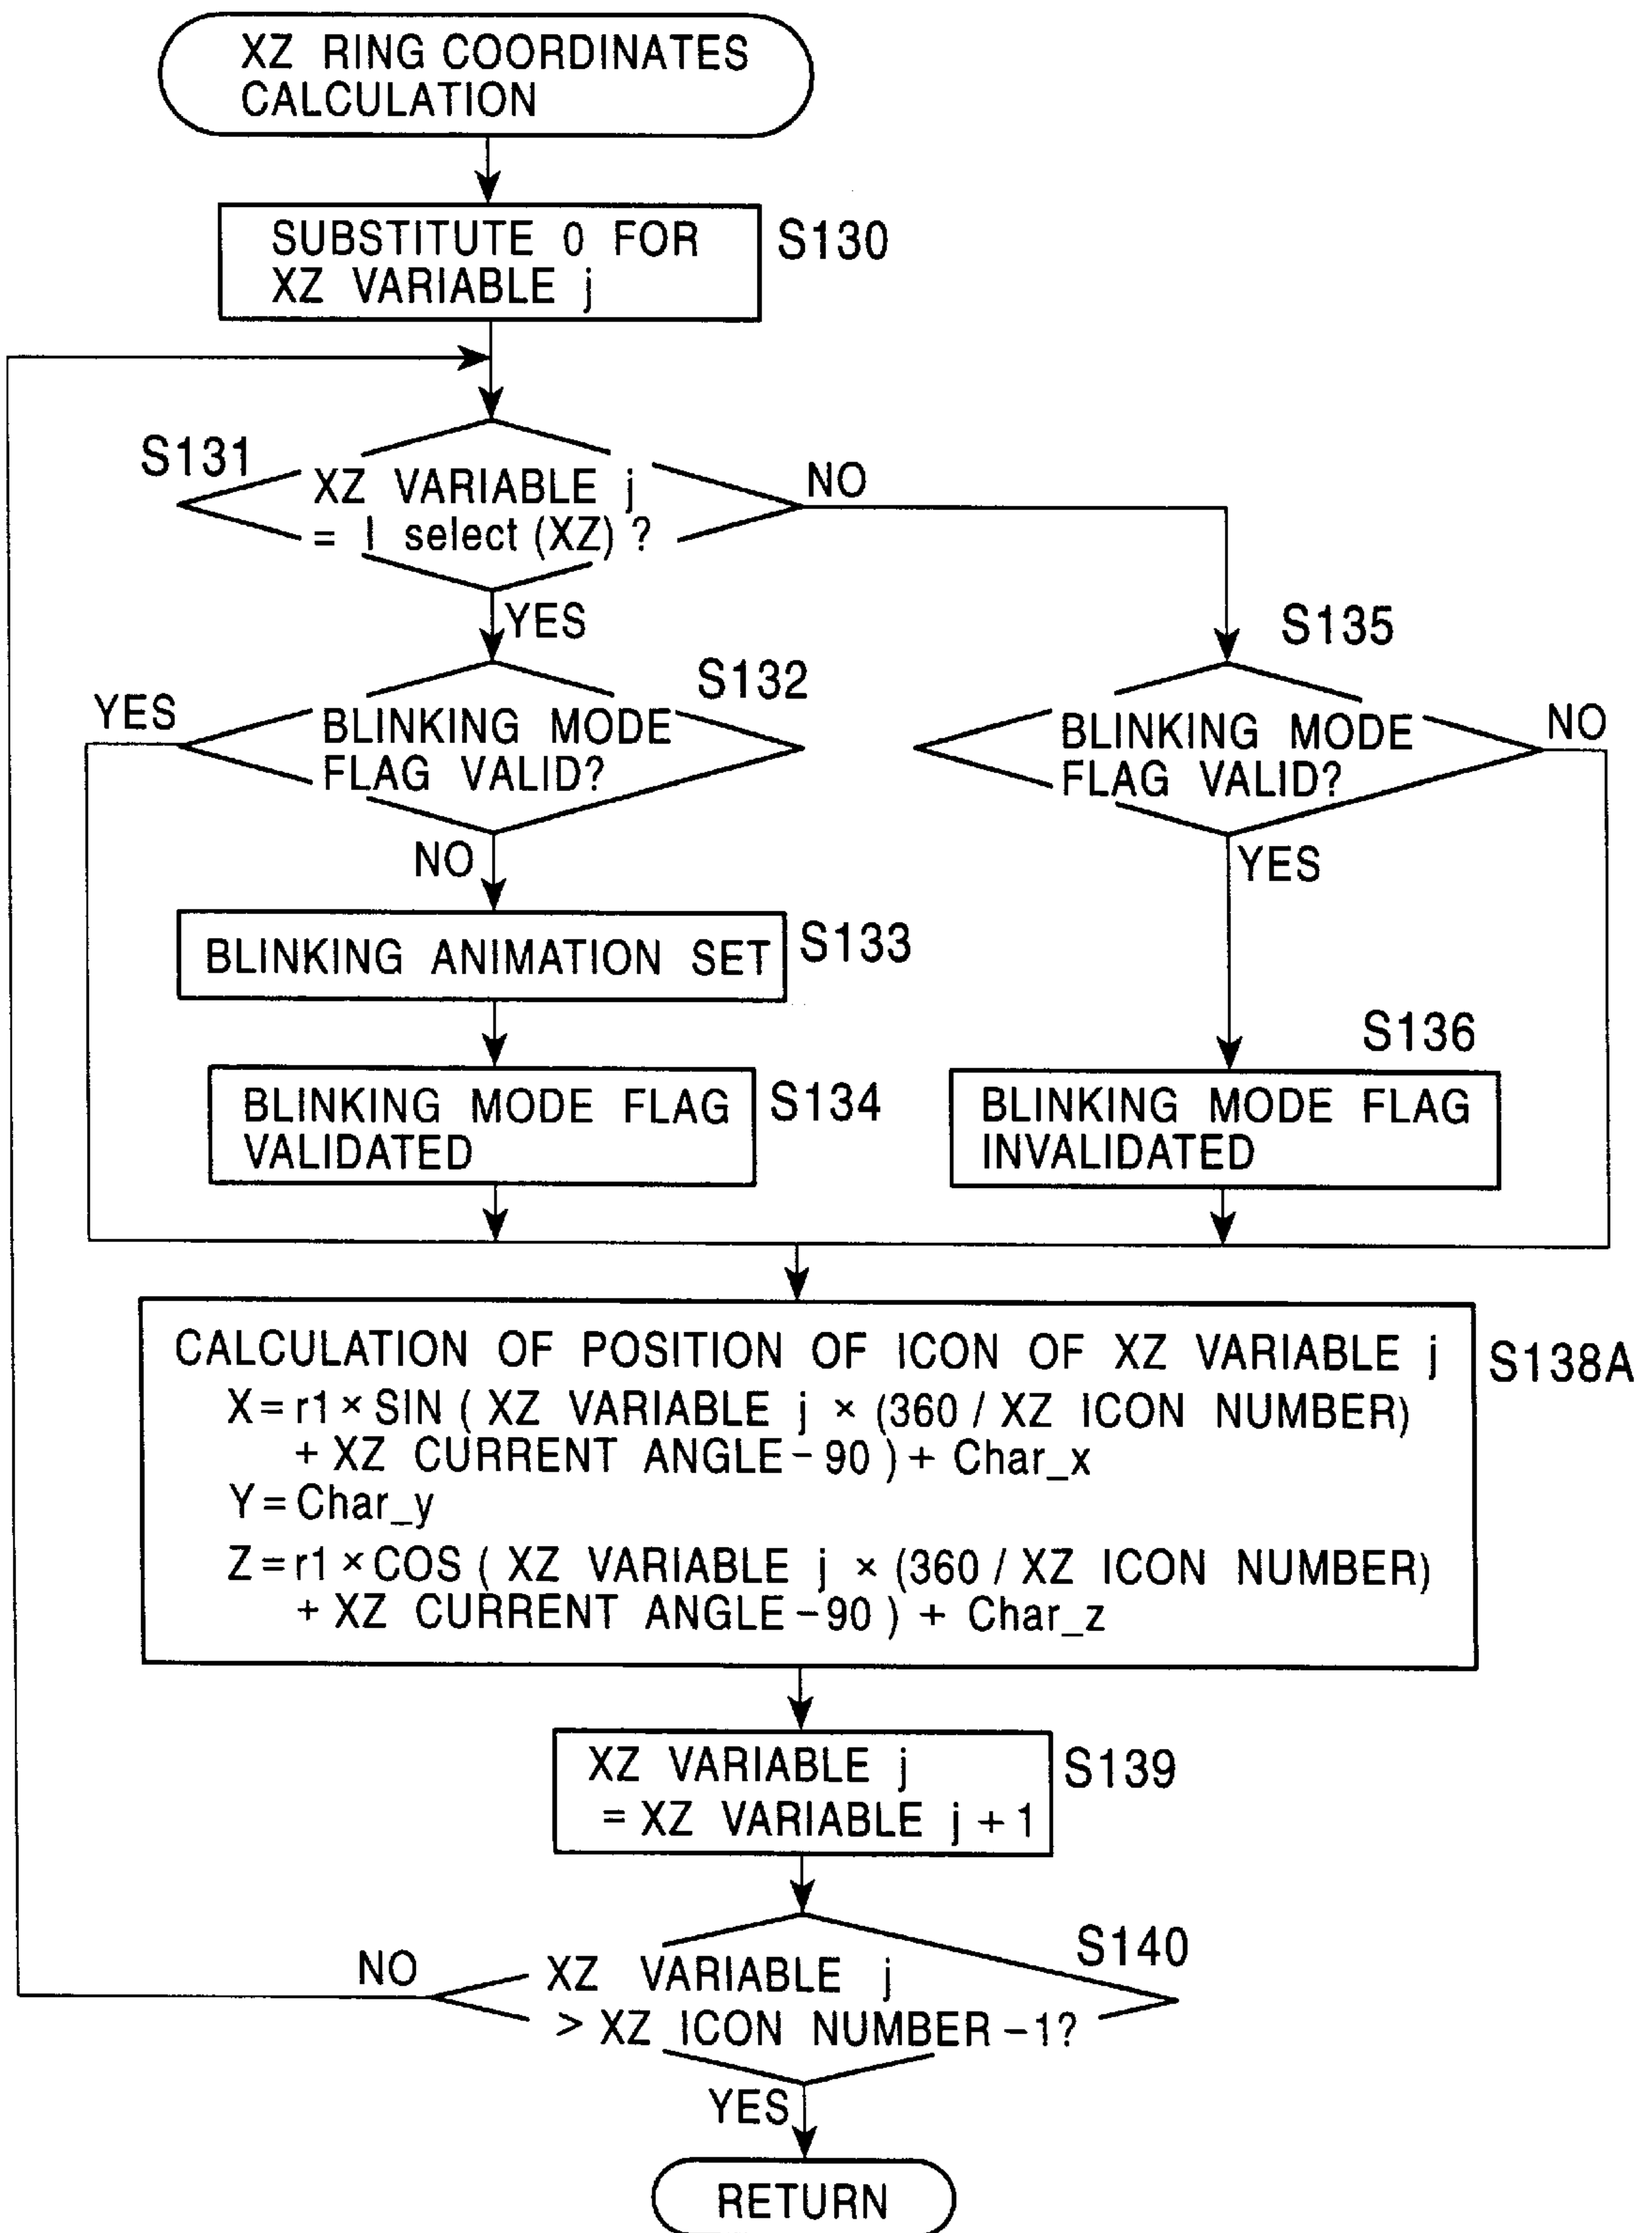 XZ RING COORDINATES
CALCULATION
SUBSTITUTE 0 FOR
XZ VARIABLE j
S130
S131
XZ VARIABLE j
= I select (XZ) ?
NO
YES
S135
S132
YES
BLINKING MODE
FLAG VALID?
BLINKING MODE
FLAG VALID?
NO
NO
YES
BLINKING ANIMATION SET
S133
S136
BLINKING MODE FLAG
VALIDATED
S134
BLINKING MODE FLAG
INVALIDATED
CALCULATION OF POSITION OF ICON OF XZ VARIABLE j
S138A
X=r1×SIN ( XZ VARIABLE j × (360 / XZ ICON NUMBER)
+ XZ CURRENT ANGLE-90 ) + Char_x
Y=Char_y
Z=r1×COS ( XZ VARIABLE j × (360 / XZ ICON NUMBER)
+ XZ CURRENT ANGLE-90 ) + Char_z
XZ VARIABLE j
= XZ VARIABLE j + 1
S139
S140
NO
XZ VARIABLE j
> XZ ICON NUMBER -1?
YES
RETURN